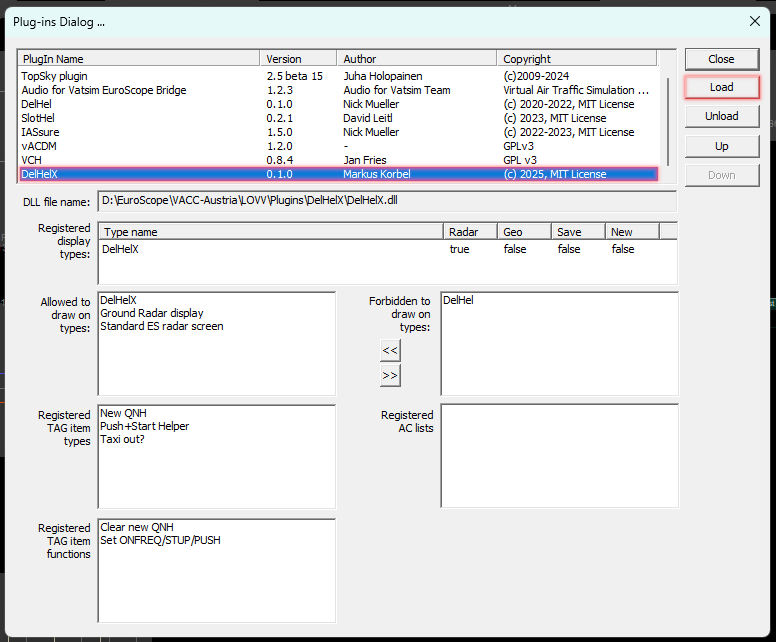 Plug-ins Dialog ...
PlugIn Name Version Author Copyright
TopSky plugin 2.5 beta 15 Juha Holopainen (c)2009-2024
Audio for Vatsim EuroScope Bridge 1.2.3 Audio for Vatsim Team Virtual Air Traffic Simulation ...
DelHel 0.1.0 Nick Mueller (c) 2020-2022, MIT License
SlotHel 0.2.1 David Leitl (c) 2023, MIT License
IASsure 1.5.0 Nick Mueller (c) 2022-2023, MIT License
vACDM 1.2.0 - GPLv3
VCH 0.8.4 Jan Fries GPL v3
DelHelX 0.1.0 Markus Korbel (c) 2025, MIT License
Close
Load
Unload
Up
Down
DLL file name: D:\EuroScope\VACC-Austria\LOVV\Plugins\DelHelX\DelHelX.dll
Registered
display
types:
Type name Radar Geo Save New
DelHelX true false false false
Allowed to
draw on
types:
DelHelX
Ground Radar display
Standard ES radar screen
Forbidden to
draw on
types:
<<
>>
DelHel
Registered
TAG item
types
New QNH
Push+Start Helper
Taxi out?
Registered
AC lists
Registered
TAG item
functions
Clear new QNH
Set ONFREQ/STUP/PUSH